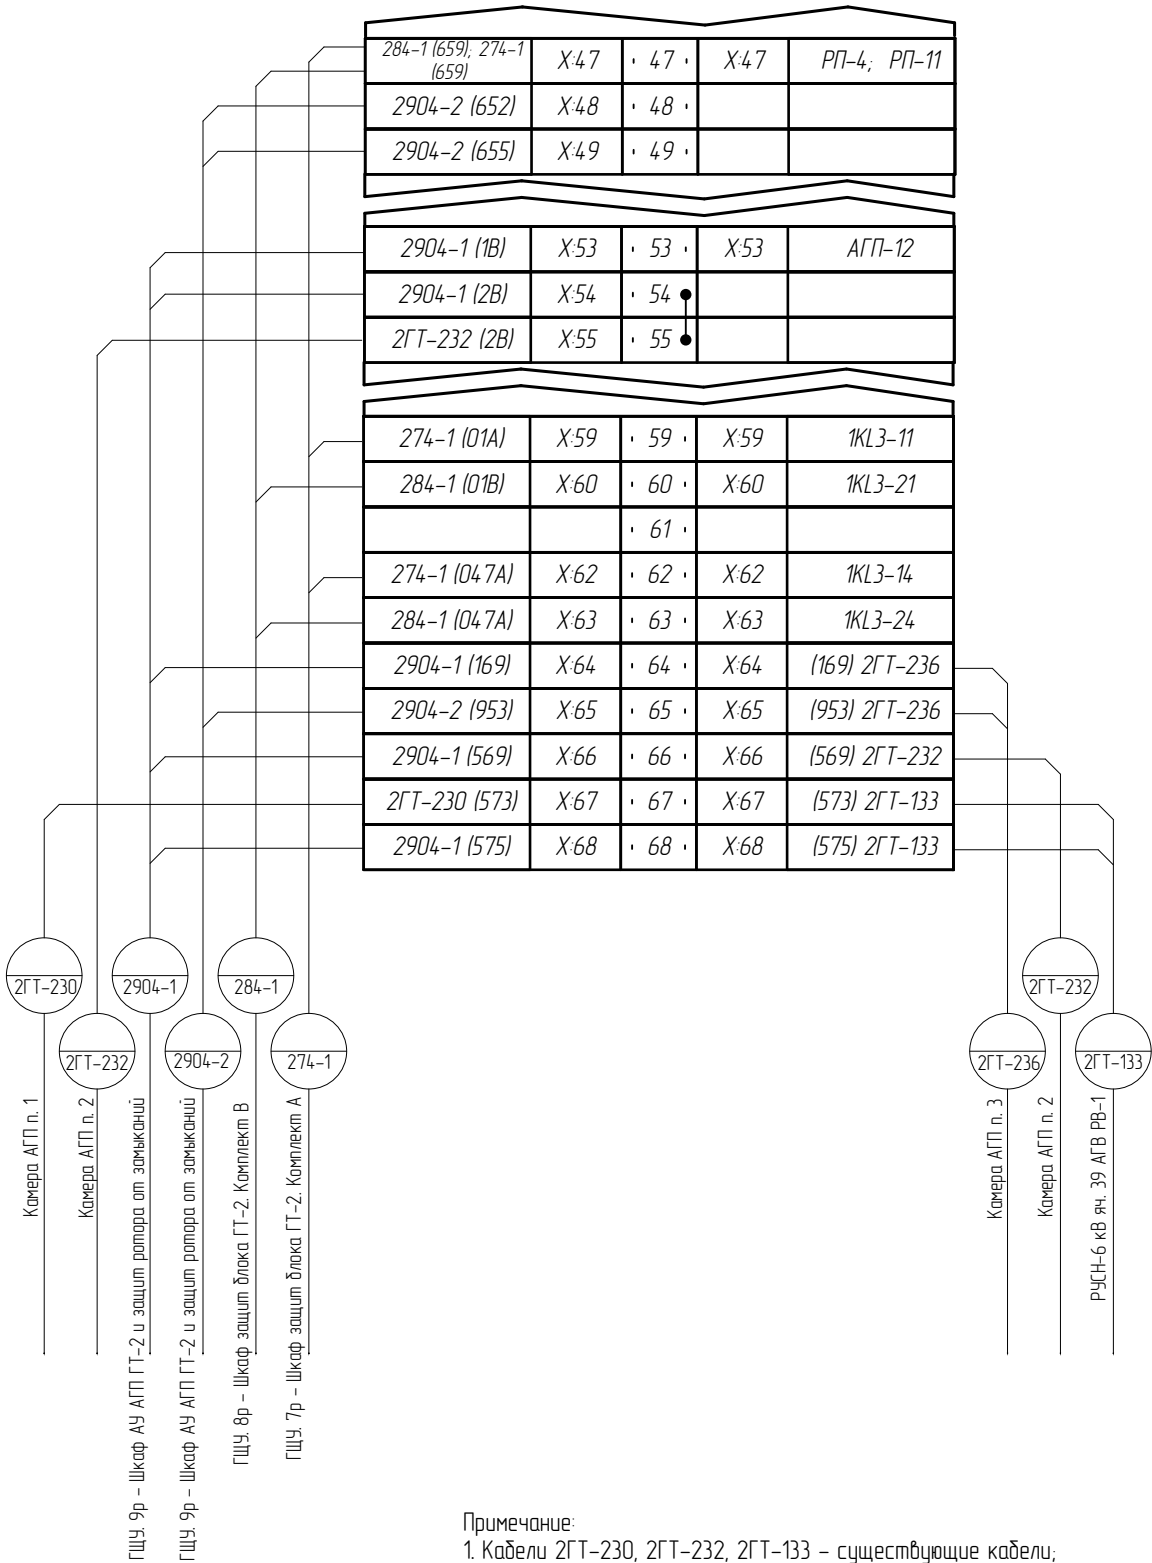 284-1 (659); 274-1 (659) X:47 47 X:47 РП-4; РП-11
2904-2 (652) X:48 48
2904-2 (655) X:49 49
2904-1 (1В) X:53 53 X:53 АГП-12
2904-1 (2В) X:54 54
2ГТ-232 (2В) X:55 55
274-1 (01А) X:59 59 X:59 1KL3-11
284-1 (01В) X:60 60 X:60 1KL3-21
61
274-1 (047А) X:62 62 X:62 1KL3-14
284-1 (047А) X:63 63 X:63 1KL3-24
2904-1 (169) X:64 64 X:64 (169) 2ГТ-236
2904-2 (953) X:65 65 X:65 (953) 2ГТ-236
2904-1 (569) X:66 66 X:66 (569) 2ГТ-232
2ГТ-230 (573) X:67 67 X:67 (573) 2ГТ-133
2904-1 (575) X:68 68 X:68 (575) 2ГТ-133
2ГТ-230 2904-1 284-1 2ГТ-232
2ГТ-232 2904-2 274-1 2ГТ-236 2ГТ-133
Камера АГП п. 1
Камера АГП п. 2
ГЩУ. 9р - Шкаф АУ АГП ГТ-2 и защит ротора от замыканий
ГЩУ. 9р - Шкаф АУ АГП ГТ-2 и защит ротора от замыканий
ГЩУ. 8р - Шкаф защит блока ГТ-2. Комплект В
ГЩУ. 7р - Шкаф защит блока ГТ-2. Комплект А
Камера АГП п. 3
Камера АГП п. 2
РУСН-6 кВ яч. 39 АГВ РВ-1
Примечание:
1. Кабели 2ГТ-230, 2ГТ-232, 2ГТ-133 - существующие кабели;